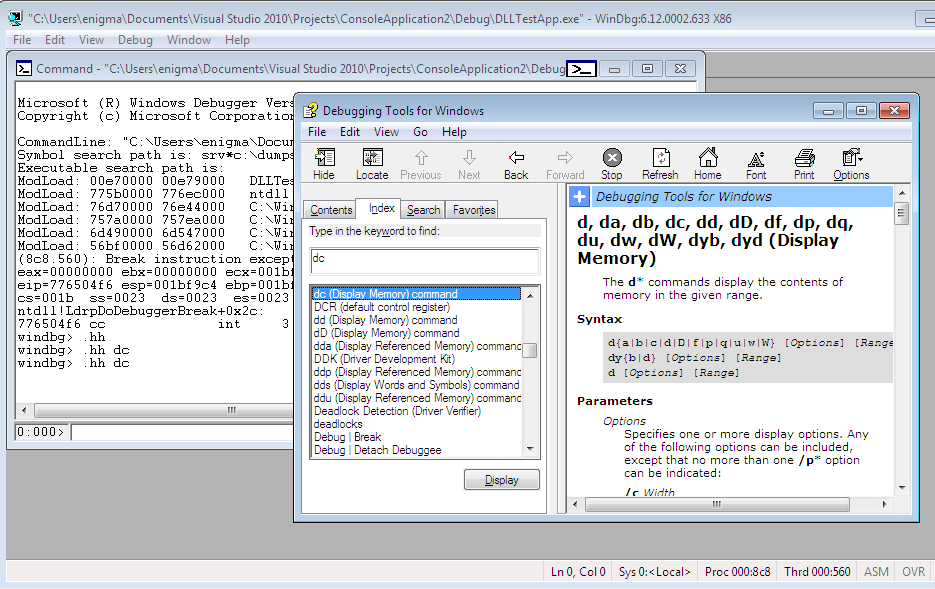 "C:\Users\enigma\Documents\Visual Studio 2010\Projects\ConsoleApplication2\Debug\DLLTestApp.exe" - WinDbg:6.12.0002.633 X86
File Edit View Debug Window Help
Command - "C:\Users\enigma\Documents\Visual Studio 2010\Projects\ConsoleApplication2\Debug
Microsoft (R) Windows Debugger Vers
Copyright (c) Microsoft Corporation
CommandLine: "C:\Users\enigma\Docum
Symbol search path is: srv*c:\dumps
Executable search path is:
ModLoad: 00e70000 00e79000 DLLTes
ModLoad: 775b0000 776ec000 ntdll
ModLoad: 76d70000 76e44000 C:\Win
ModLoad: 757a0000 757ea000 C:\Win
ModLoad: 6d490000 6d547000 C:\Win
ModLoad: 56bf0000 56d62000 C:\Win
(8c8.560): Break instruction except
eax=00000000 ebx=00000000 ecx=001bf
eip=776504f6 esp=001bf9c4 ebp=001bf
cs=001b ss=0023 ds=0023 es=0023
ntdll!LdrpDoDebuggerBreak+0x2c:
776504f6 cc int 3
windbg> .hh
windbg> .hh dc
windbg> .hh dc
0:000>
Debugging Tools for Windows
File Edit View Go Help
Hide Locate Previous Next Back Forward Stop Refresh Home Font Print Options
Contents Index Search Favorites
Type in the keyword to find:
dc
dc (Display Memory) command
DCR (default control register)
dd (Display Memory) command
dD (Display Memory) command
dda (Display Referenced Memory) command
DDK (Driver Development Kit)
ddp (Display Referenced Memory) command
dds (Display Words and Symbols) command
ddu (Display Referenced Memory) command
Deadlock Detection (Driver Verifier)
deadlocks
Debug | Break
Debug | Detach Debuggee
Display
Debugging Tools for Windows
d, da, db, dc, dd, dD, df, dp, dq,
du, dw, dW, dyb, dyd (Display
Memory)
The d* commands display the contents of
memory in the given range.
Syntax
d{a|b|c|d|D|f|p|q|u|w|W} [Options] [Range
dy{b|d} [Options] [Range]
d [Options] [Range]
Parameters
Options
Specifies one or more display options. Any
of the following options can be included,
except that no more than one /p* option
can be indicated:
/c Width
Ln 0, Col 0 Sys 0:<Local> Proc 000:8c8 Thrd 000:560 ASM OVR